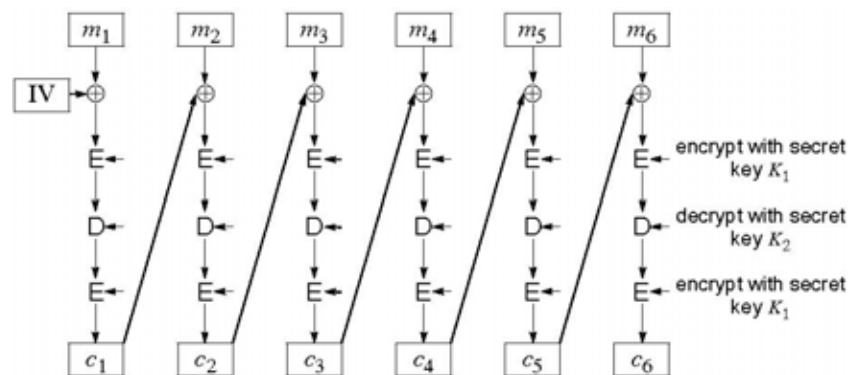 m₁ m₂ m₃ m₄ m₅ m₆
IV
E E E E E E encrypt with secret
key K₁
D D D D D D decrypt with secret
key K₂
E E E E E E encrypt with secret
key K₁
c₁ c₂ c₃ c₄ c₅ c₆